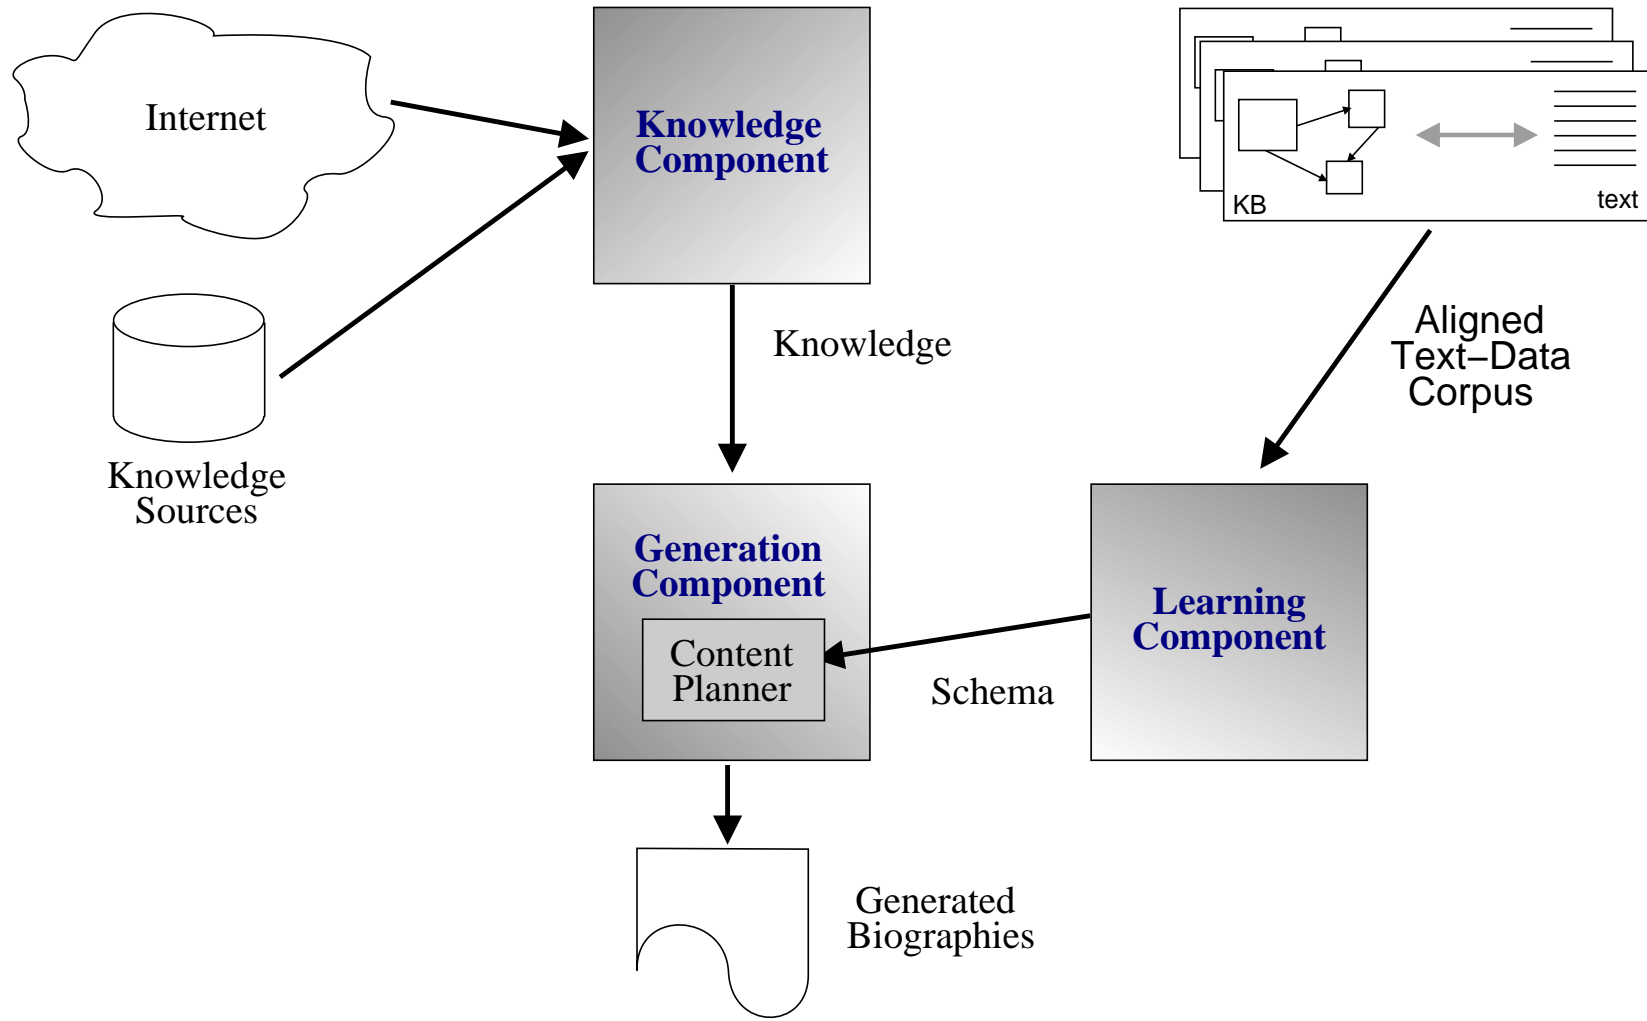 Internet
Knowledge
Component
KB
text
Knowledge
Aligned
Text–Data
Corpus
Knowledge
Sources
Generation
Component
Content
Planner
Schema
Learning
Component
Generated
Biographies